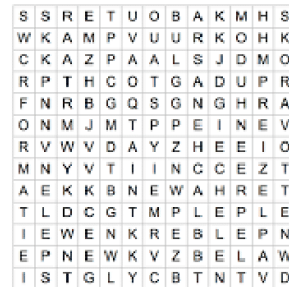 S S R E T U O B A K M H S
W K A M P V U U R K O H K
C K A Z P A A L S J D M O
R P T H C O T G A D U P R
F N R B G Q S G N G H R A
O N M J M T P P E I N E V
R V W V D A Y Z H E E I O
M N Y V T I I N C C E Z T
A E K K B N E W A H R E T
T L D C G T M P L E P L E
I E W E N K R E B L E P N
E P N E W K V Z B E L A W
I S T G L Y C B T N T V D